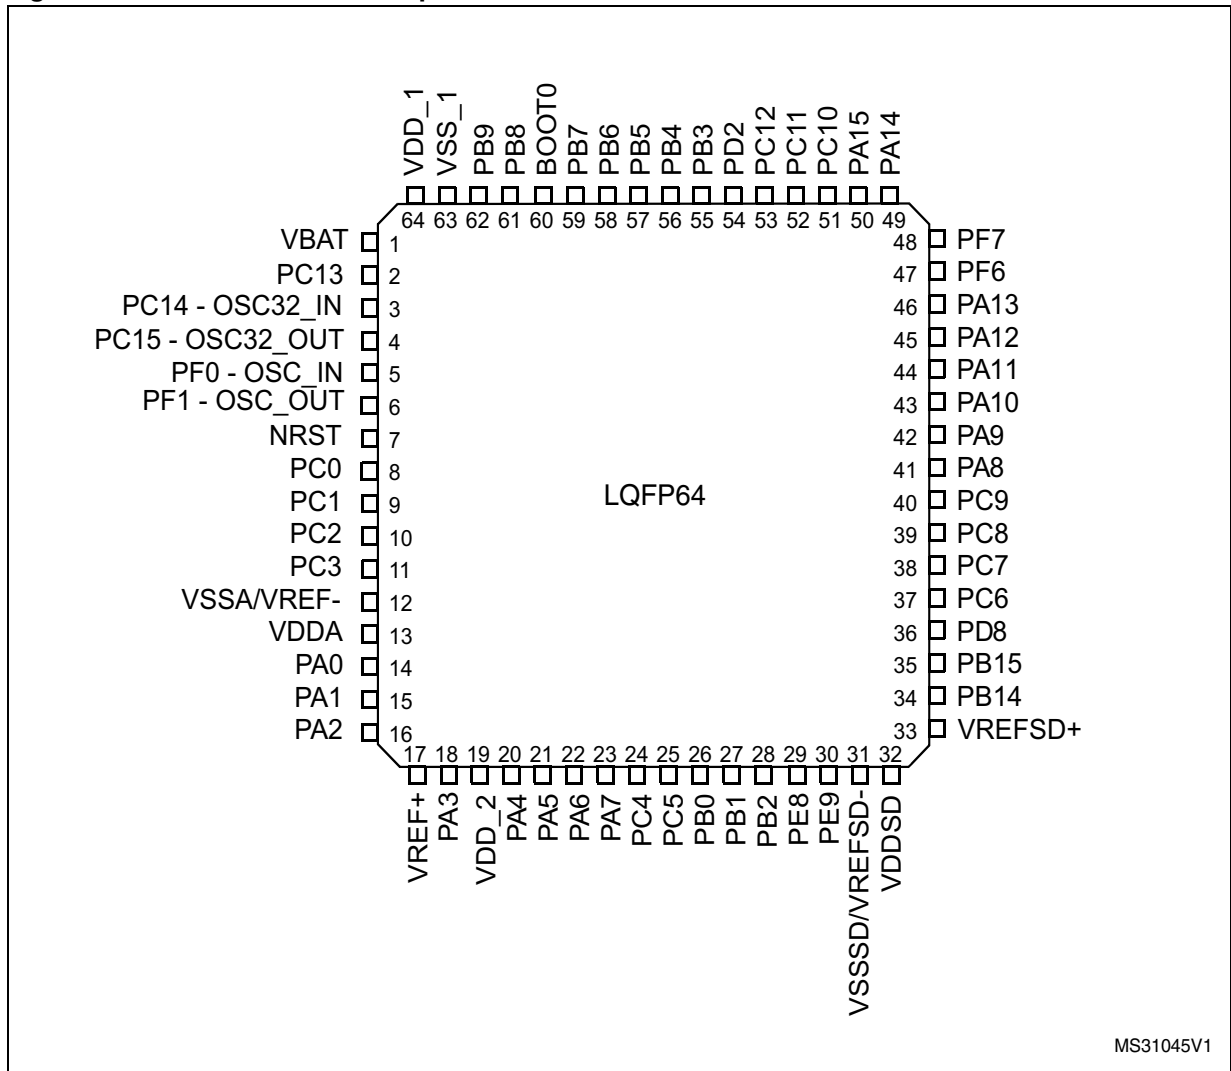 VDD_1
VSS_1
PB9
PB8
BOOT0
PB7
PB6
PB5
PB4
PB3
PD2
PC12
PC11
PC10
PA15
PA14
64 63 62 61 60 59 58 57 56 55 54 53 52 51 50 49
VBAT 1
PC13 2
PC14 - OSC32_IN 3
PC15 - OSC32_OUT 4
PF0 - OSC_IN 5
PF1 - OSC_OUT 6
NRST 7
PC0 8
PC1 9
PC2 10
PC3 11
VSSA/VREF- 12
VDDA 13
PA0 14
PA1 15
PA2 16
LQFP64
48 PF7
47 PF6
46 PA13
45 PA12
44 PA11
43 PA10
42 PA9
41 PA8
40 PC9
39 PC8
38 PC7
37 PC6
36 PD8
35 PB15
34 PB14
33 VREFSD+
17 18 19 20 21 22 23 24 25 26 27 28 29 30 31 32
VREF+
PA3
VDD_2
PA4
PA5
PA6
PA7
PC4
PC5
PB0
PB1
PB2
PE8
PE9
VSSSD/VREFSD-
VDDSD
MS31045V1